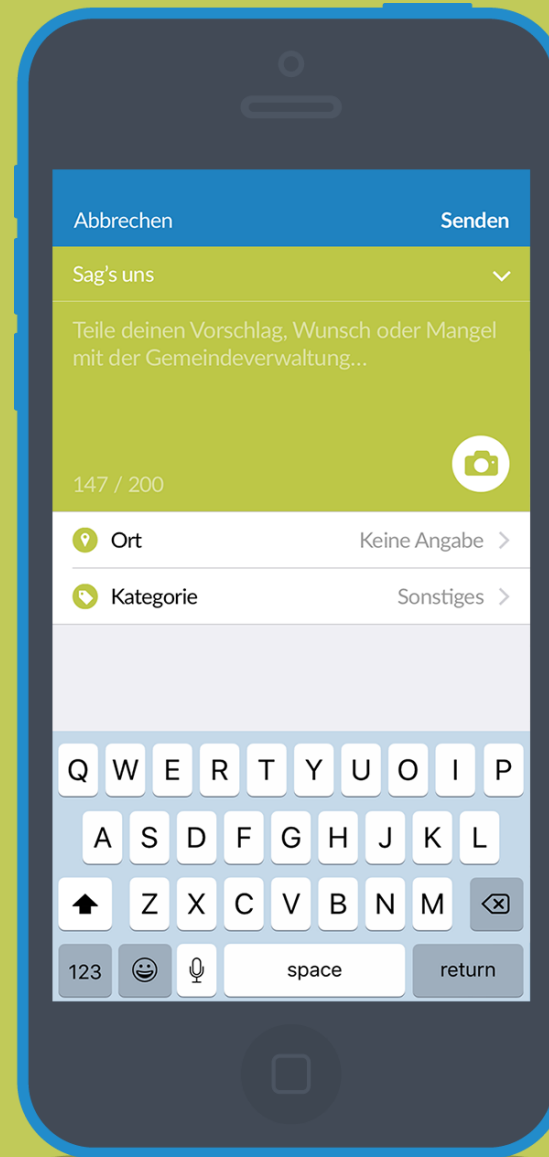 Abbrechen Senden
Sag's uns
Teile deinen Vorschlag, Wunsch oder Mangel
mit der Gemeindeverwaltung...
147 / 200
Ort Keine Angabe
Kategorie Sonstiges
Q W E R T Y U O I P
A S D F G H J K L
Z X C V B N M
123 space return